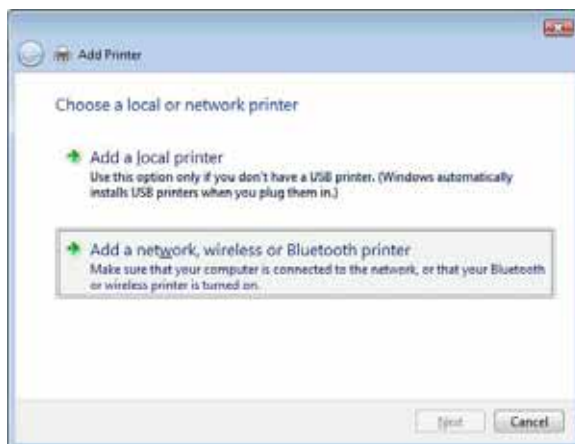 Add Printer
Choose a local or network printer
Add a local printer
Use this option only if you don't have a USB printer. (Windows automatically
installs USB printers when you plug them in.)
Add a network, wireless or Bluetooth printer
Make sure that your computer is connected to the network, or that your Bluetooth
or wireless printer is turned on.
Next
Cancel